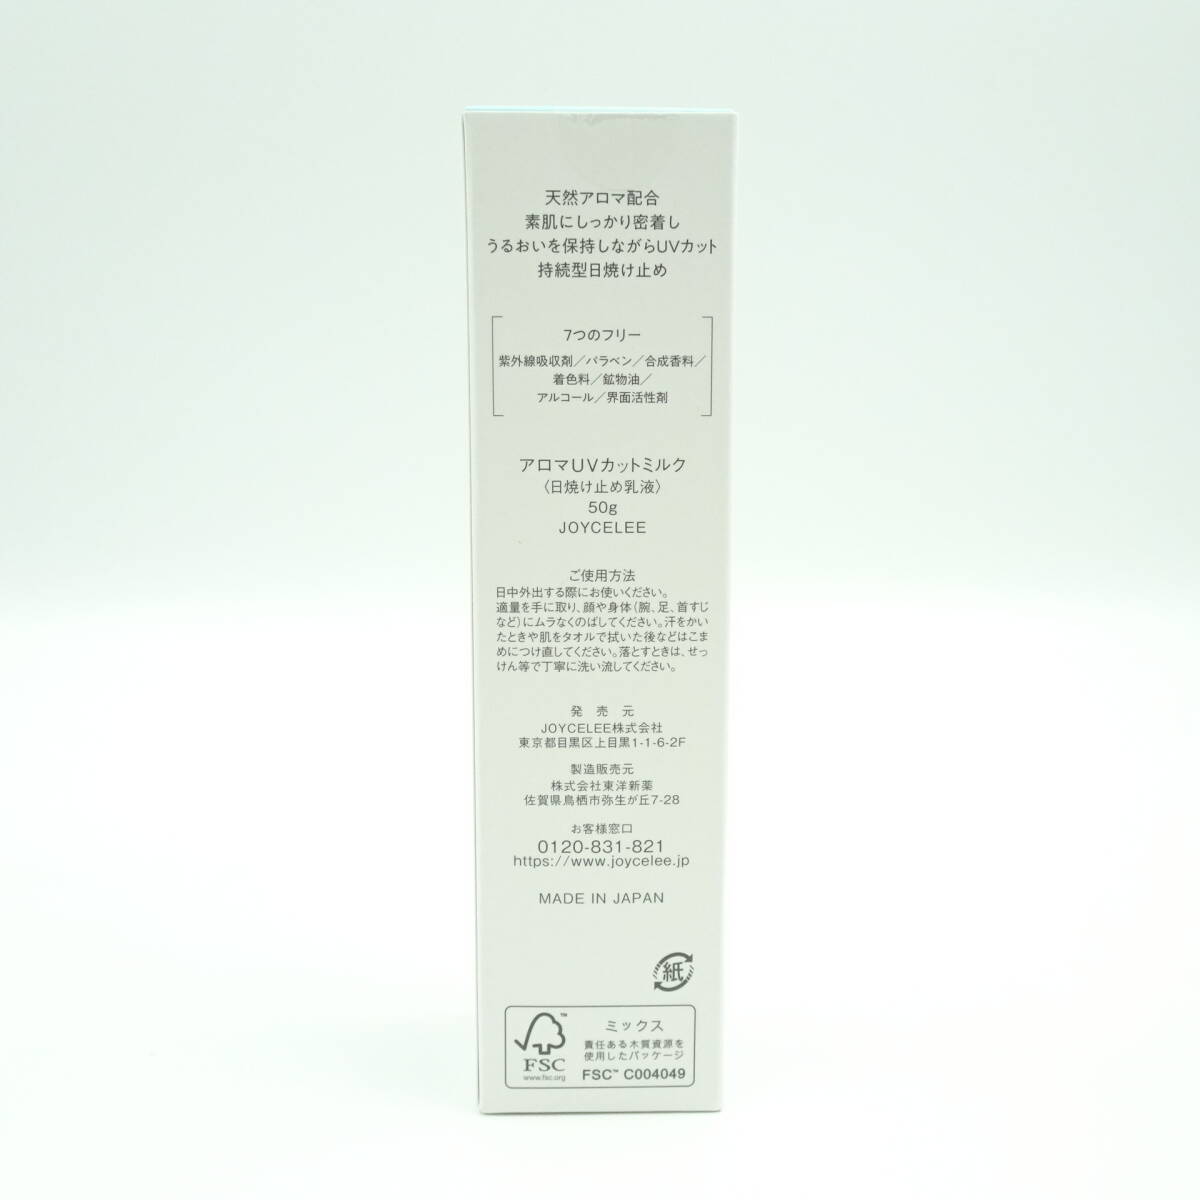 天然アロマ配合
素肌にしっかり密着し
うるおいを保持しながらUVカット
持続型日焼け止め
7つのフリー
紫外線吸収剤／パラベン／合成香料／
着色料／鉱物油／
アルコール／界面活性剤
アロマUVカットミルク
〈日焼け止め乳液〉
50g
JOYCELEE
ご使用方法
日中外出する際にお使いください。
適量を手に取り、顔や身体（腕、足、首すじ
など）にムラなくのばしてください。汗をかい
たときや肌をタオルで拭いた後などはこま
めにつけ直してください。落とすときは、せっ
けん等で丁寧に洗い流してください。
発売元
JOYCELEE株式会社
東京都目黒区上目黒1-1-6-2F
製造販売元
株式会社東洋新薬
佐賀県鳥栖市弥生が丘7-28
お客様窓口
0120-831-821
https://www.joycelee.jp
MADE IN JAPAN
紙
ミックス
責任ある木質資源を
使用したパッケージ
FSC™ C004049
™
FSC
www.fsc.org